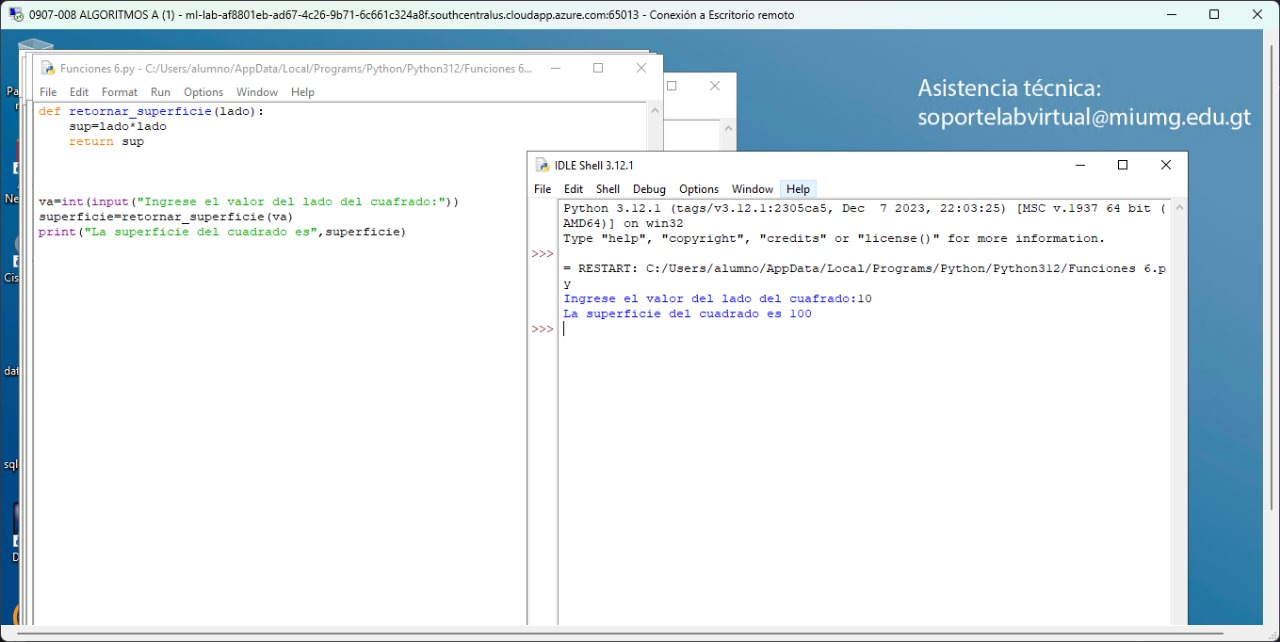 0907-008 ALGORITMOS A (1) - ml-lab-af8801eb-ad67-4c26-9b71-6c661c324a8f.southcentralus.cloudapp.azure.com:65013 - Conexión a Escritorio remoto
Asistencia técnica:
soportelabvirtual@miumg.edu.gt
Funciones 6.py - C:/Users/alumno/AppData/Local/Programs/Python/Python312/Funciones 6...
File Edit Format Run Options Window Help
def retornar_superficie(lado):
    sup=lado*lado
    return sup
va=int(input("Ingrese el valor del lado del cuafrado:"))
superficie=retornar_superficie(va)
print("La superficie del cuadrado es",superficie)
IDLE Shell 3.12.1
File Edit Shell Debug Options Window Help
Python 3.12.1 (tags/v3.12.1:2305ca5, Dec  7 2023, 22:03:25) [MSC v.1937 64 bit (
AMD64)] on win32
Type "help", "copyright", "credits" or "license()" for more information.
>>>
= RESTART: C:/Users/alumno/AppData/Local/Programs/Python/Python312/Funciones 6.p
y
Ingrese el valor del lado del cuafrado:10
La superficie del cuadrado es 100
>>>
Pa
Ne
Cis
dat
sql
D